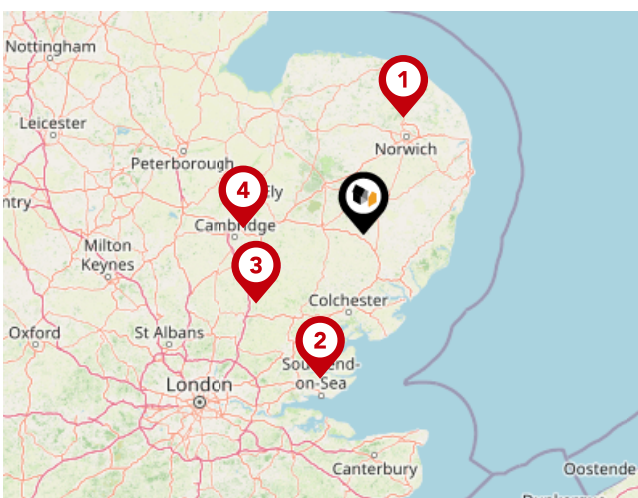 Nottingham
1
Leicester
Norwich
Peterborough
4
Ely
ntry
Cambridge
Milton
Keynes
3
Colchester
Oxford
St Albans
2
London
on-Sea
Canterbury
Oostende